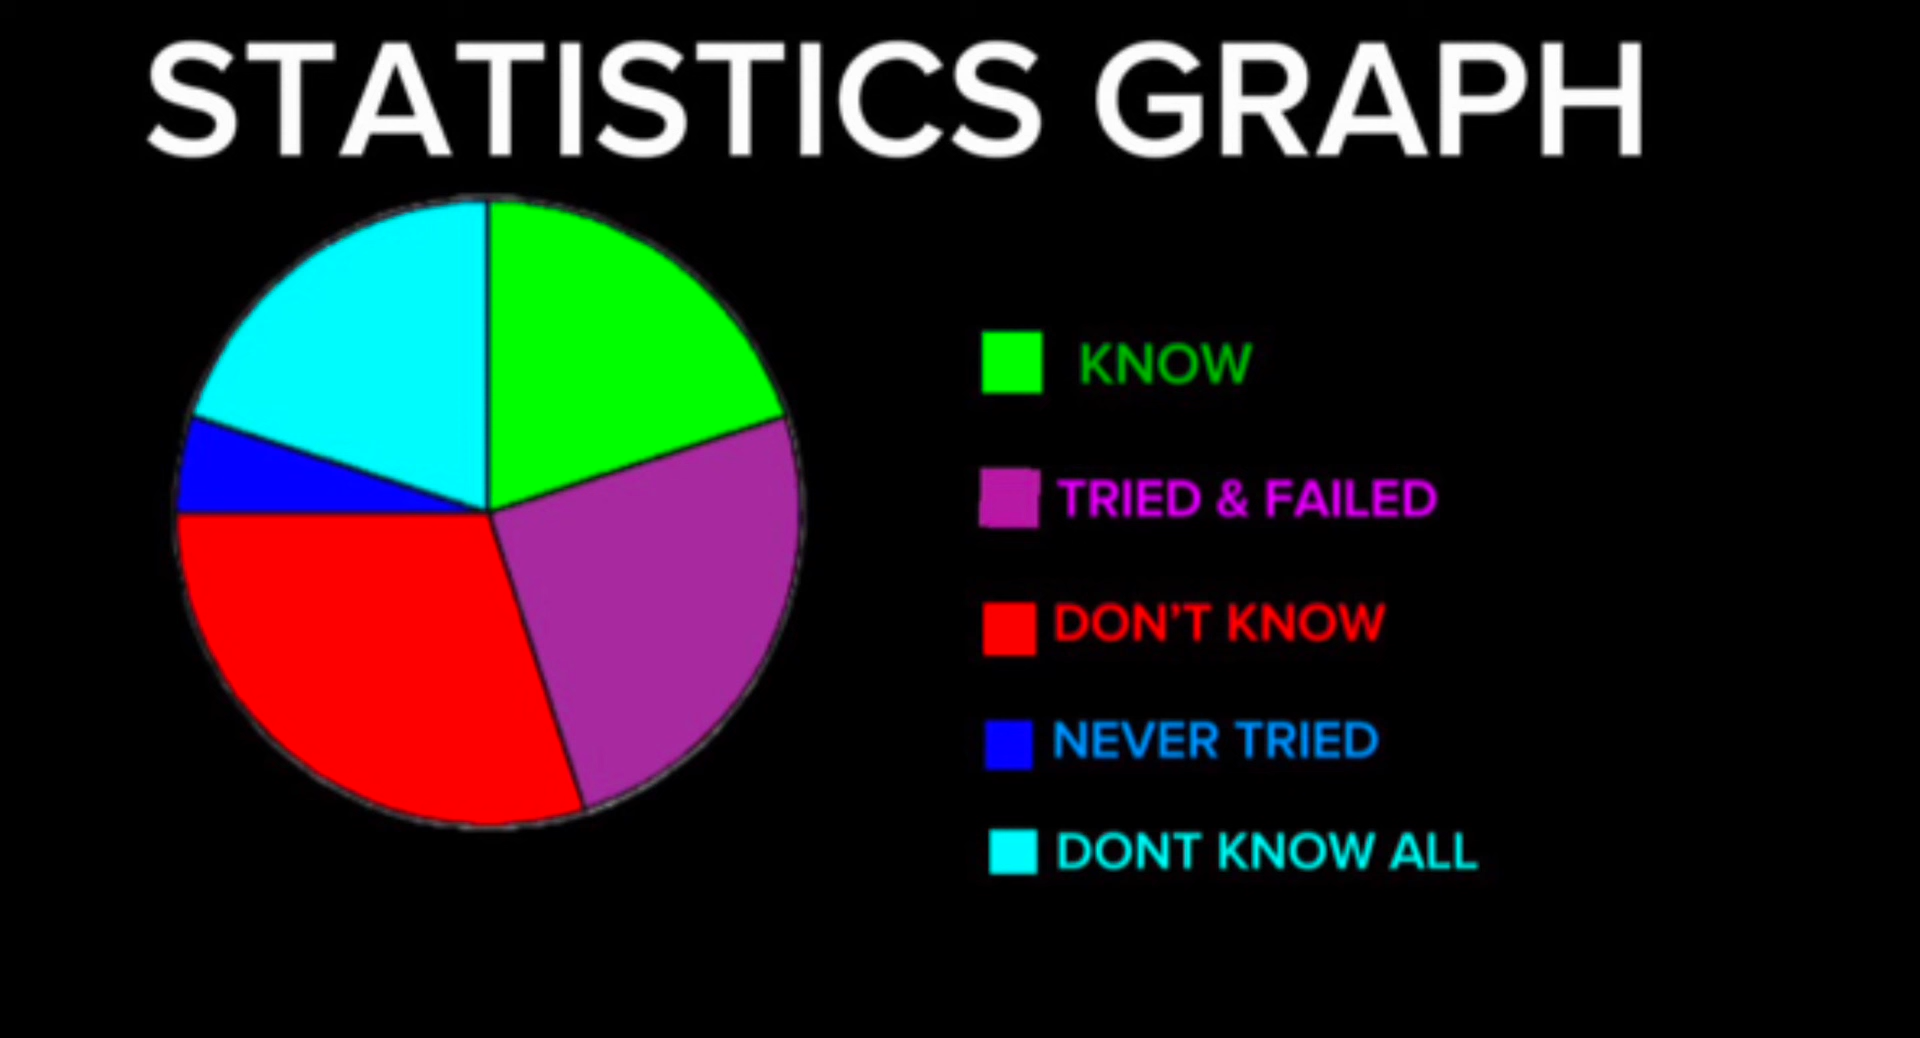 STATISTICS GRAPH
KNOW
TRIED & FAILED
DON’T KNOW
NEVER TRIED
DONT KNOW ALL